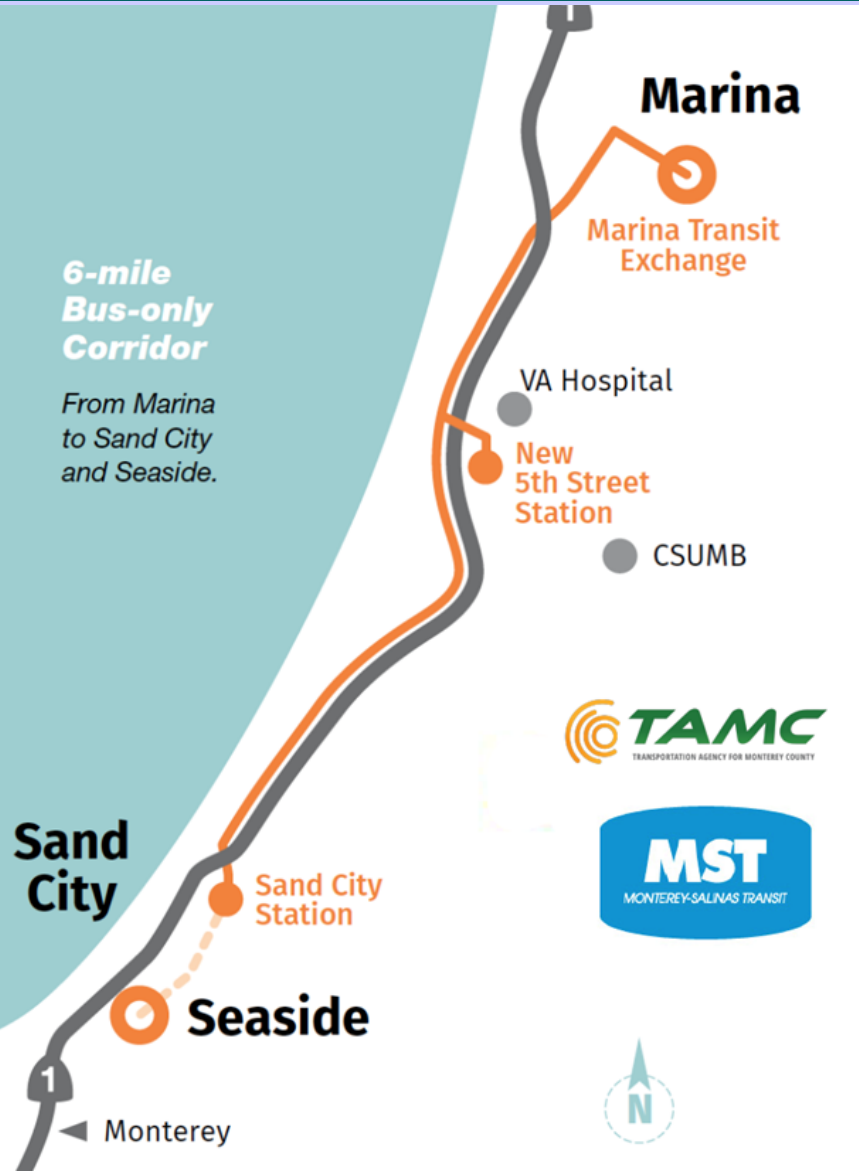 1
Marina
Marina Transit
Exchange
6-mile
Bus-only
Corridor
From Marina
to Sand City
and Seaside.
VA Hospital
New
5th Street
Station
CSUMB
TAMC
TRANSPORTATION AGENCY FOR MONTEREY COUNTY
MST
MONTEREY-SALINAS TRANSIT
Sand
City
Sand City
Station
Seaside
1
Monterey
N